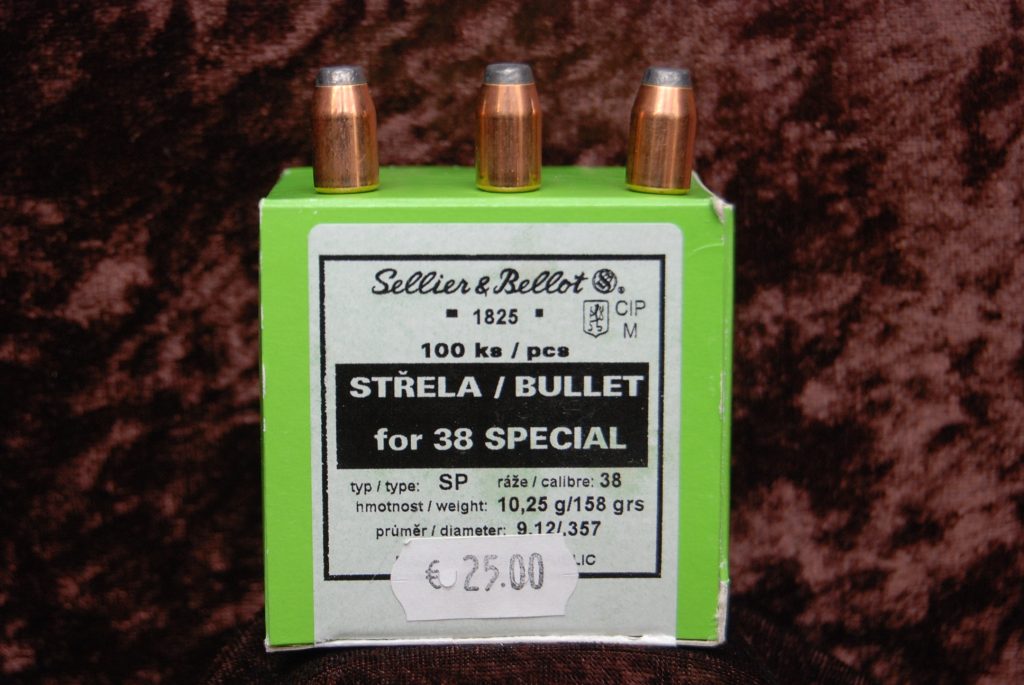 Sellier & Bellot
1825
CIP
M
100 ks / pcs
STŘELA / BULLET
for 38 SPECIAL
typ / type: SP ráže / calibre: 38
hmotnost / weight: 10,25 g/158 grs
průměr / diameter: 9.12/.357
€ 25.00